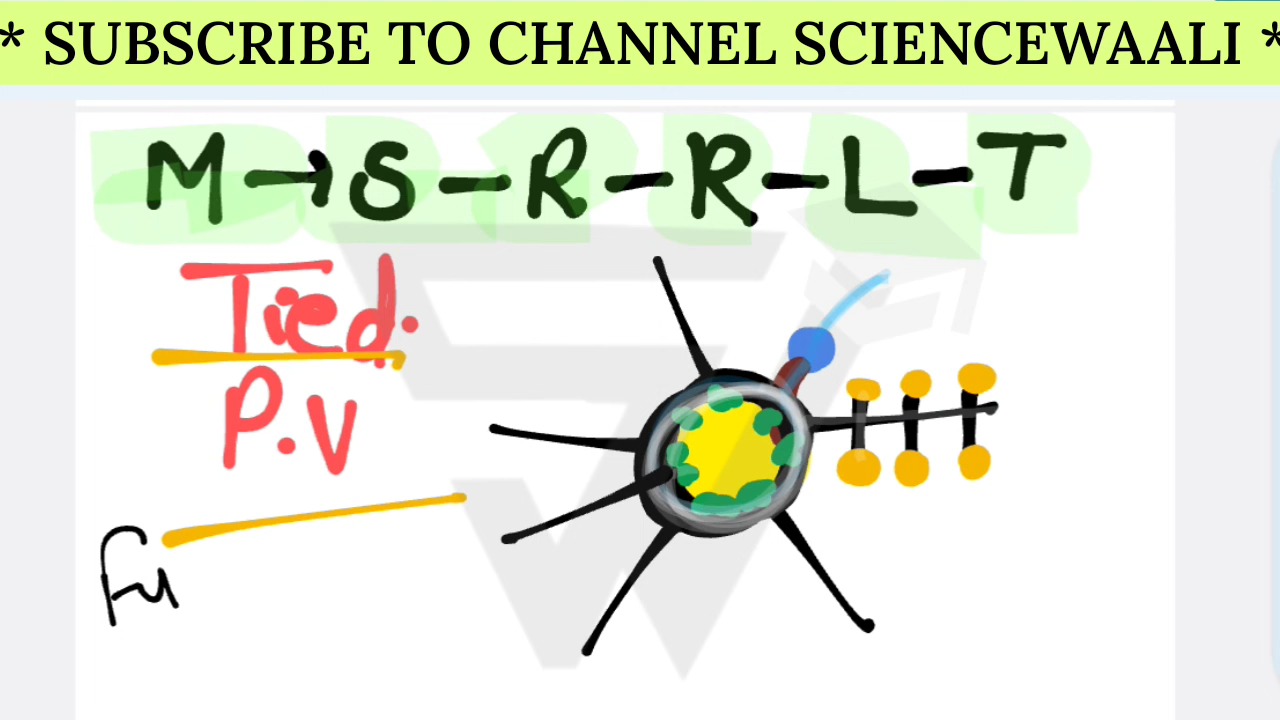 * SUBSCRIBE TO CHANNEL SCIENCEWAALI *
M → S - R - R - L - T
Tied.
P.V